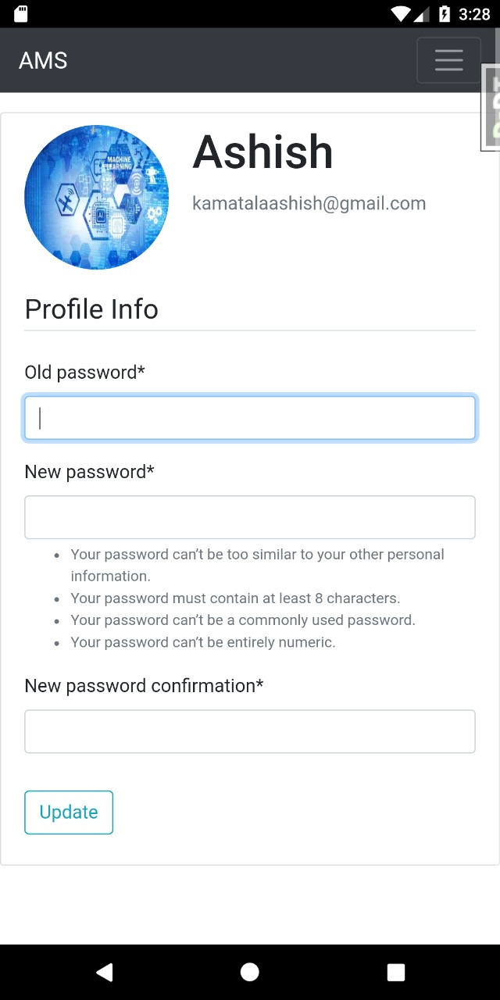 3:28
AMS
MACHINE
LEARNING
AI
Ashish
kamatalaashish@gmail.com
Profile Info
Old password*
New password*
• Your password can’t be too similar to your other personal
information.
• Your password must contain at least 8 characters.
• Your password can’t be a commonly used password.
• Your password can’t be entirely numeric.
New password confirmation*
Update